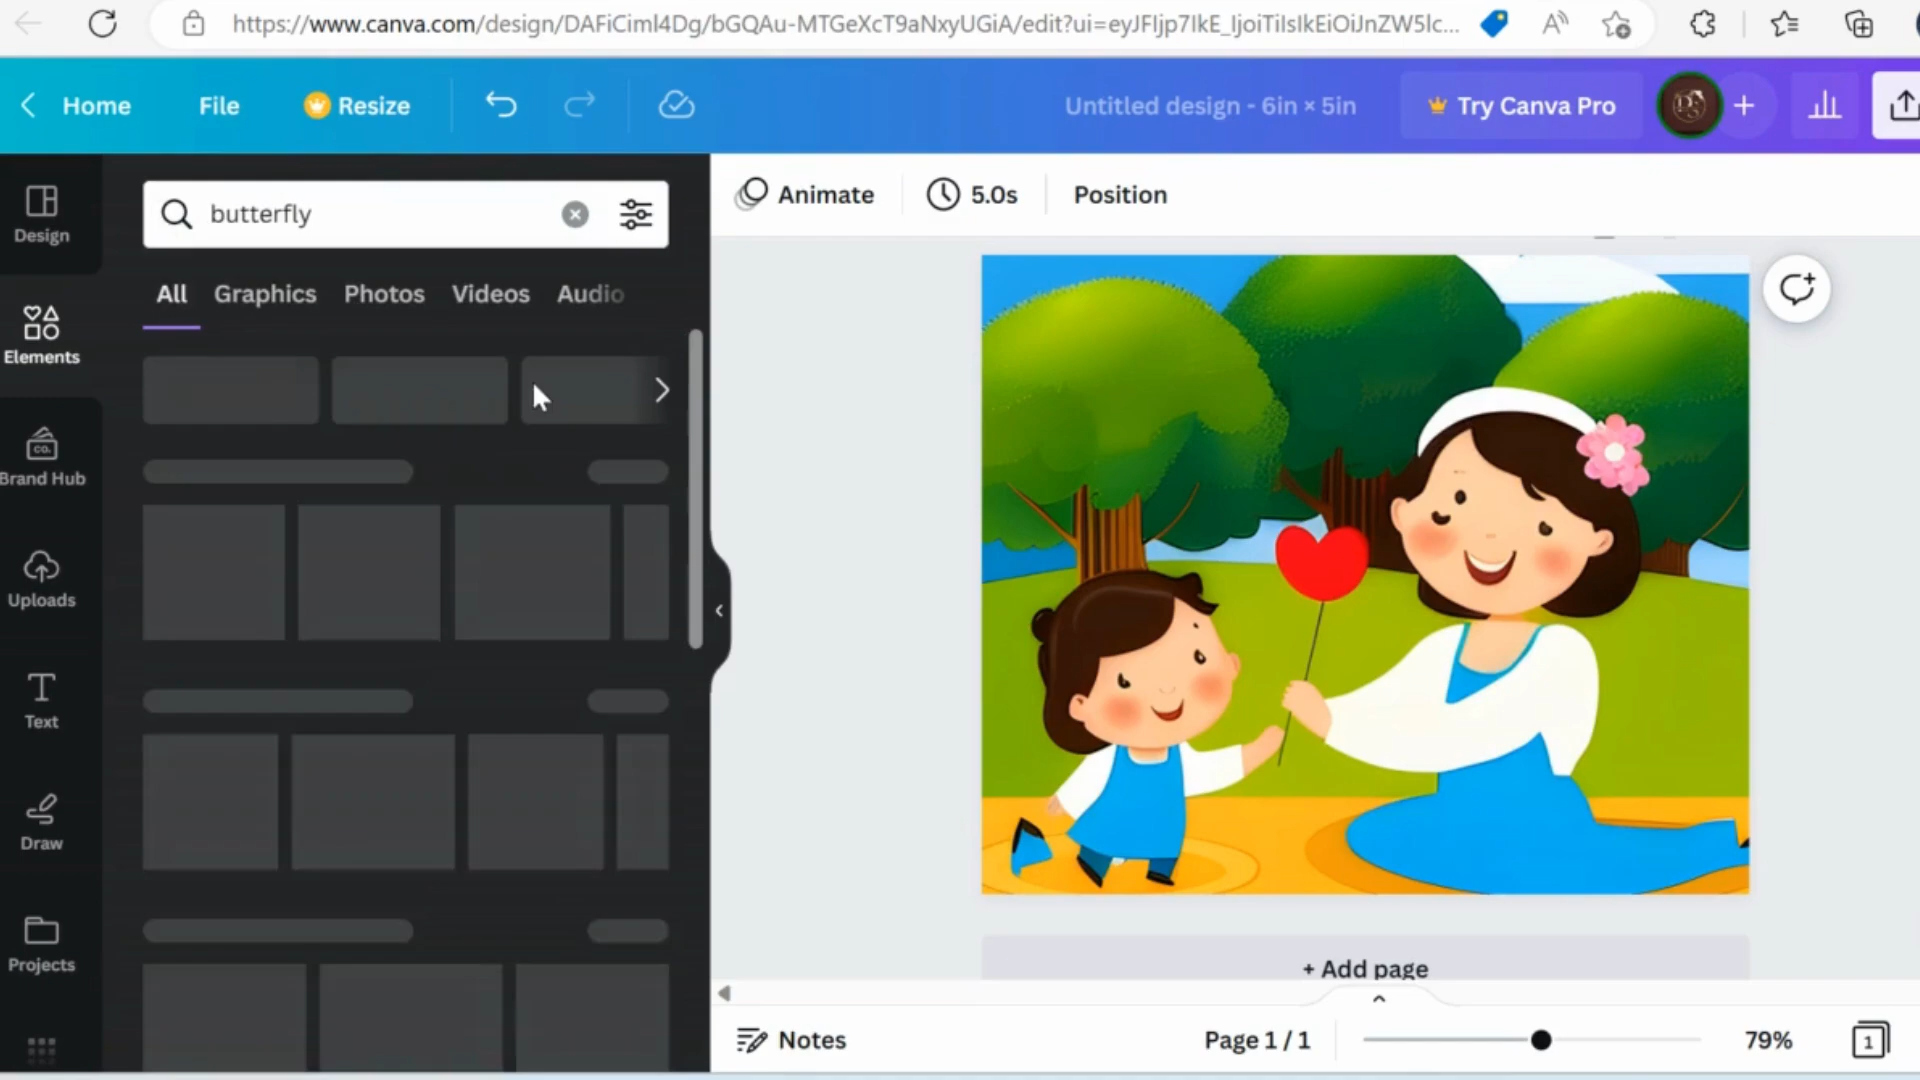 https://www.canva.com/design/DAFiCiml4Dg/bGQAu-MTGeXcT9aNxyUGiA/edit?ui=eyJFIjp7IkE_IjoiTiIsIkEiOiJnZW5lc...
Home File Resize Untitled design - 6in × 5in Try Canva Pro
butterfly
Animate 5.0s Position
All Graphics Photos Videos Audio
Design
Elements
CO.
Brand Hub
Uploads
Text
Draw
Projects
+ Add page
Notes Page 1 / 1 79% 1